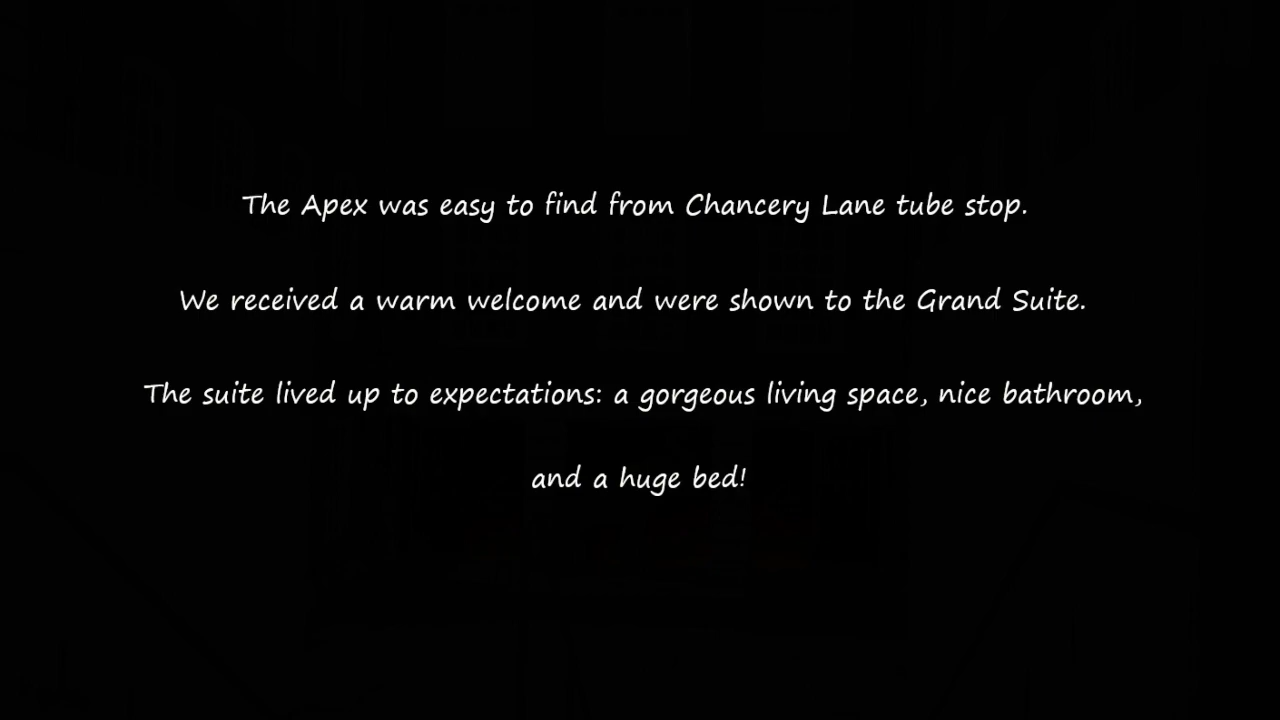 The Apex was easy to find from Chancery Lane tube stop.
We received a warm welcome and were shown to the Grand Suite.
The suite lived up to expectations: a gorgeous living space, nice bathroom,
and a huge bed!